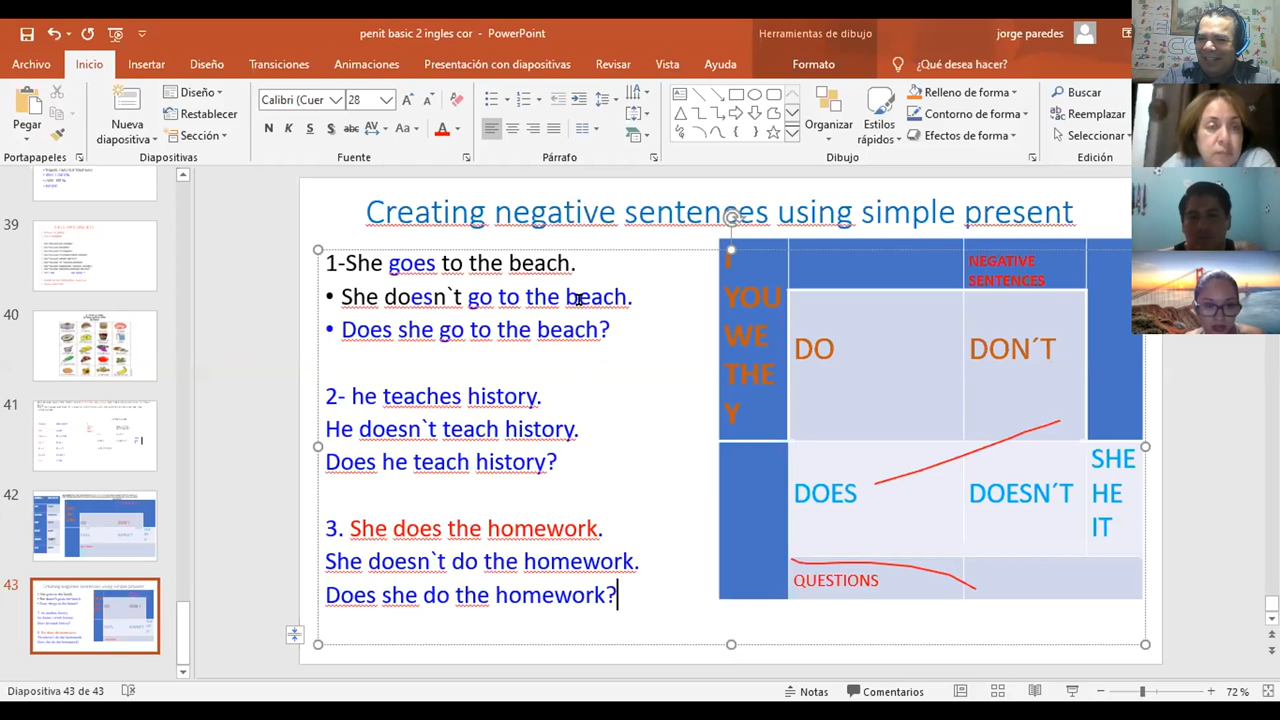 penit basic 2 ingles cor - PowerPoint
Herramientas de dibujo
jorge paredes
Archivo Inicio Insertar Diseño Transiciones Animaciones Presentación con diapositivas Revisar Vista Ayuda Formato ¿Qué desea hacer?
Pegar
Portapapeles
Nueva diapositiva
Diseño
Restablecer
Sección
Diapositivas
Calibri (Cuer 28
N K S S abc AV Aa A
Fuente
Párrafo
Organizar
Estilos rápidos
Relleno de forma
Contorno de forma
Efectos de forma
Dibujo
Buscar
Reemplazar
Seleccionar
Edición
39
40
41
42
43
Creating negative sentences using simple present
1-She goes to the beach.
• She doesn`t go to the beach.
• Does she go to the beach?
2- he teaches history.
He doesn`t teach history.
Does he teach history?
3. She does the homework.
She doesn`t do the homework.
Does she do the homework?
I
YOU
WE
THE
Y
NEGATIVE
SENTENCES
DO
DON´T
DOES
DOESN´T
SHE
HE
IT
QUESTIONS
Diapositiva 43 de 43
Notas
Comentarios
72 %